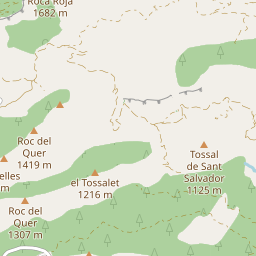 Roca Roja
1682 m
Roc del
Quer
1419 m
elles
m
el Tossalet
1216 m
Tossal
de Sant
Salvador
1125 m
Roc del
Quer
1307 m